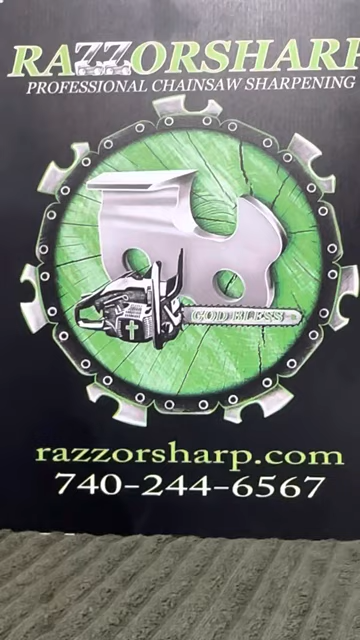 RAZZORSHARP
PROFESSIONAL CHAINSAW SHARPENING
GOD BLESS
razzorsharp.com
740-244-6567